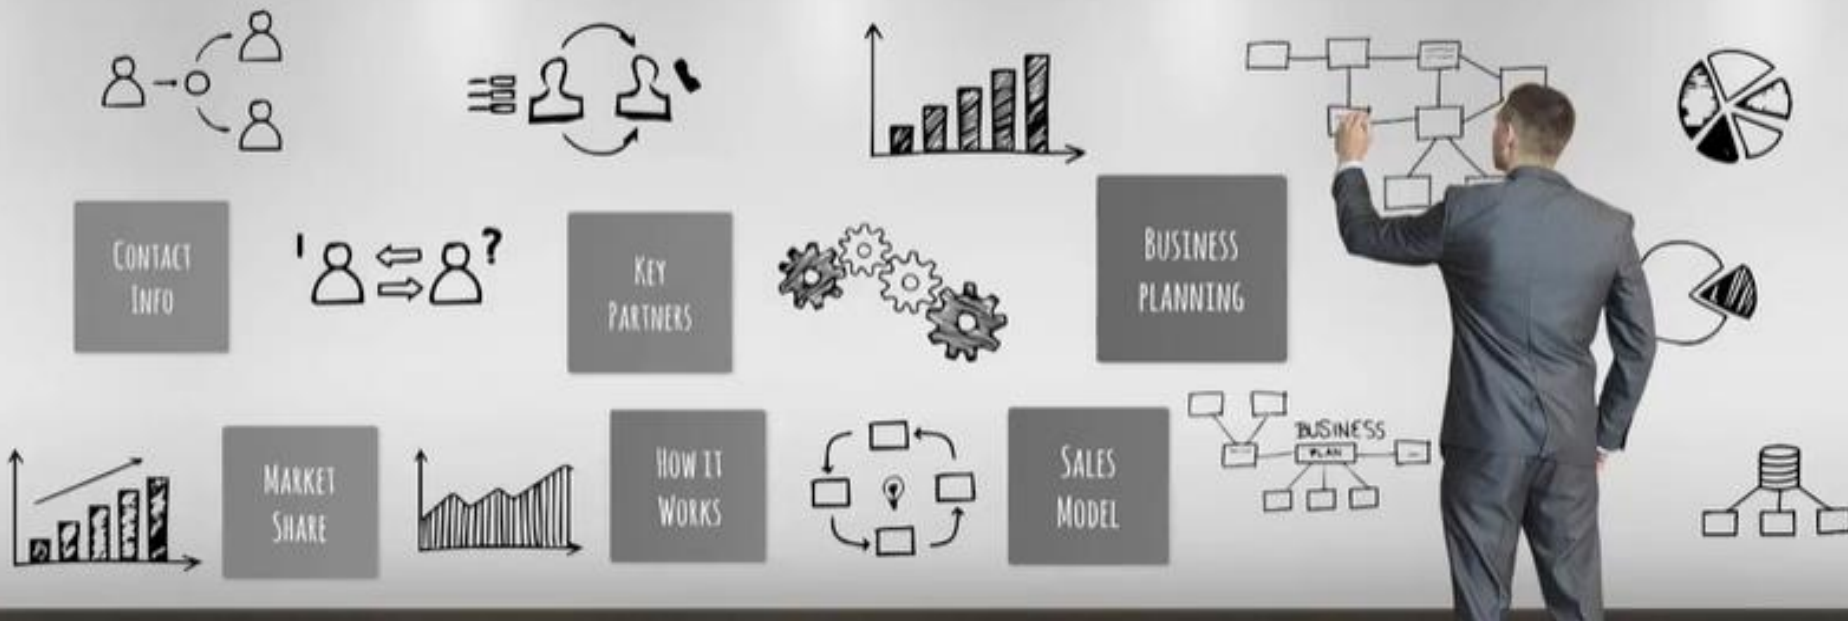 CONTACT
INFO
KEY
PARTNERS
?
BUSINESS
PLANNING
MARKET
SHARE
HOW IT
WORKS
SALES
MODEL
BUSINESS
PLAN